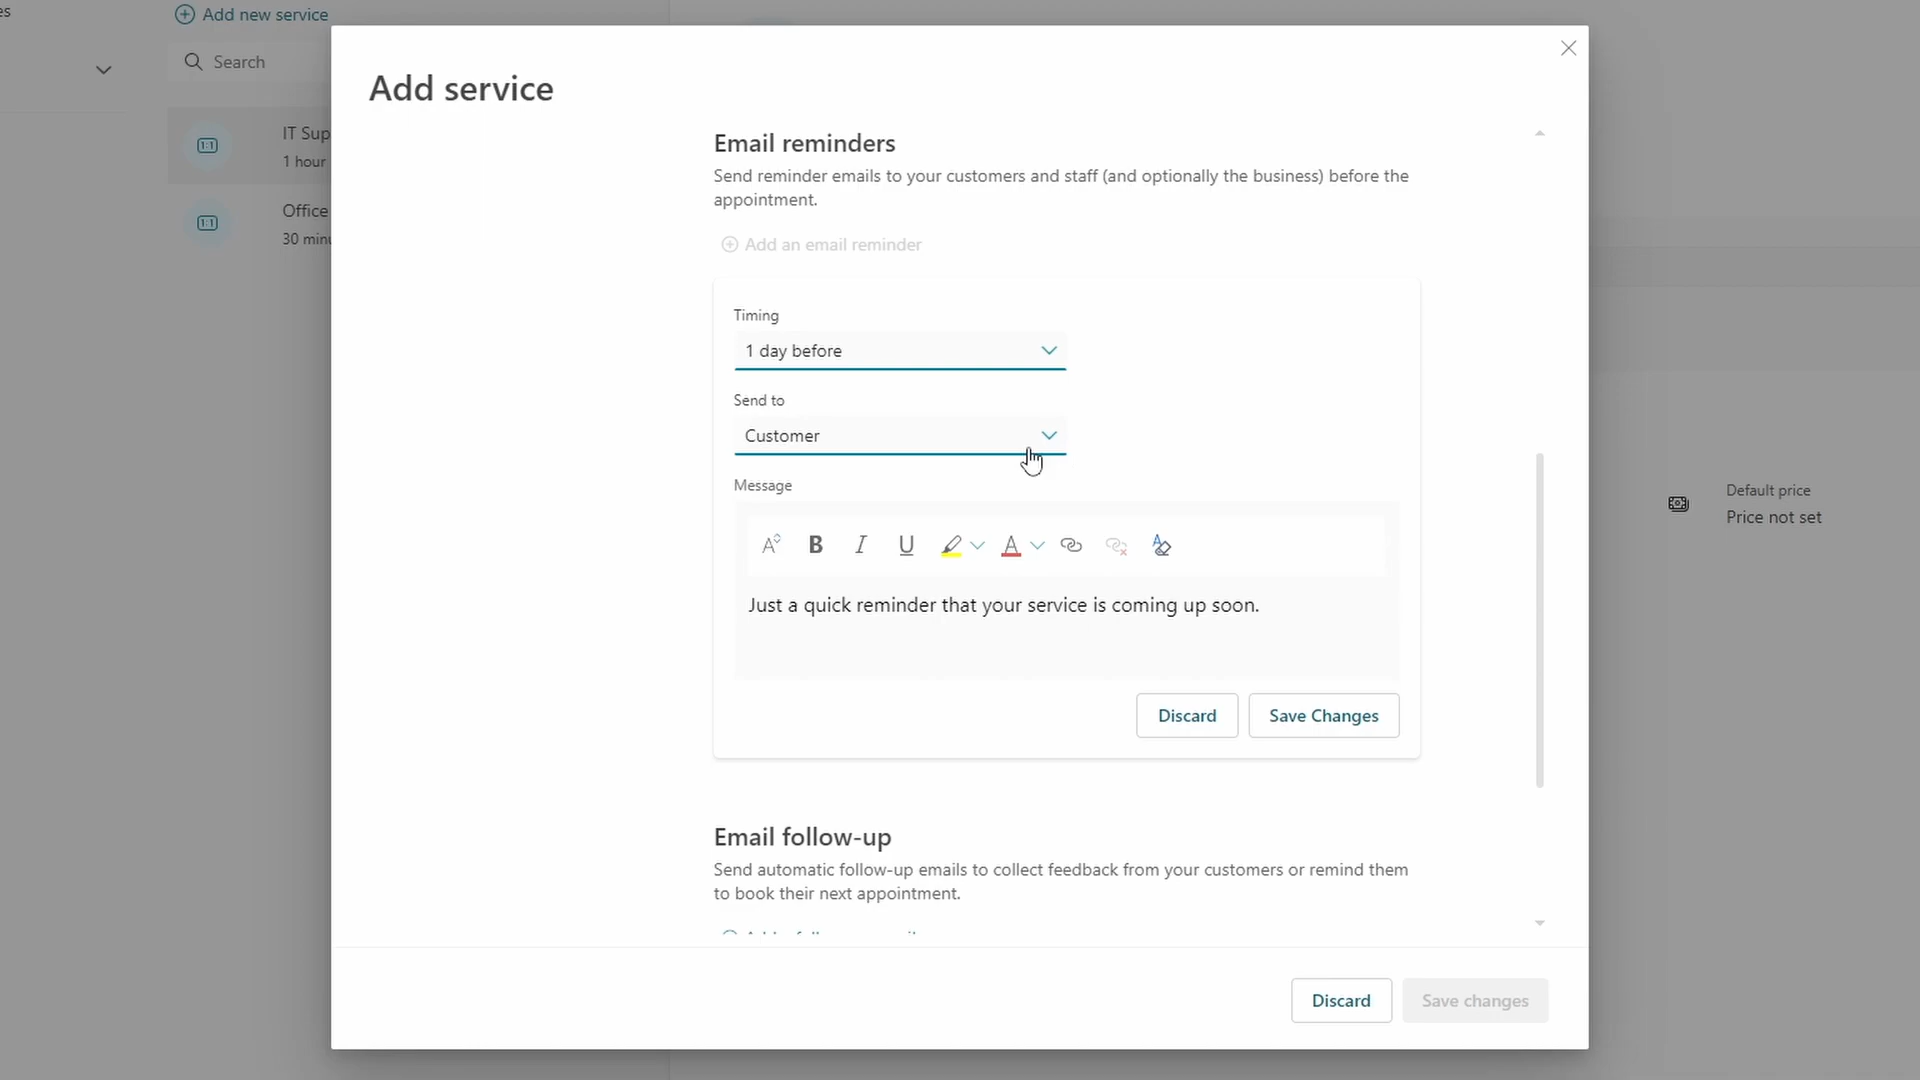 es
Add new service
Search
IT Sup
1 hour
Office
30 minu
Add service
Email reminders
Send reminder emails to your customers and staff (and optionally the business) before the
appointment.
Add an email reminder
Timing
1 day before
Send to
Customer
Message
Just a quick reminder that your service is coming up soon.
Discard
Save Changes
Email follow-up
Send automatic follow-up emails to collect feedback from your customers or remind them
to book their next appointment.
Discard
Save changes
Default price
Price not set